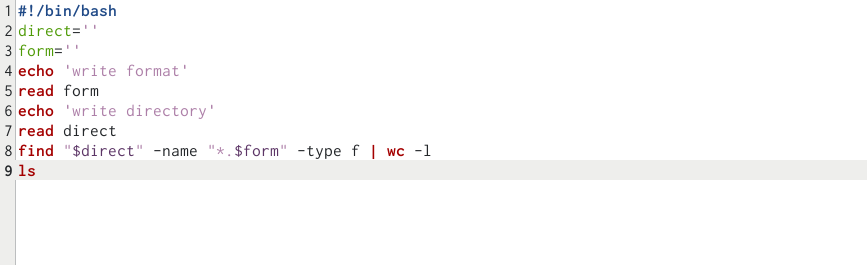 1 #!/bin/bash
2 direct=''
3 form=''
4 echo 'write format'
5 read form
6 echo 'write directory'
7 read direct
8 find "$direct" -name "*.$form" -type f | wc -l
9 ls